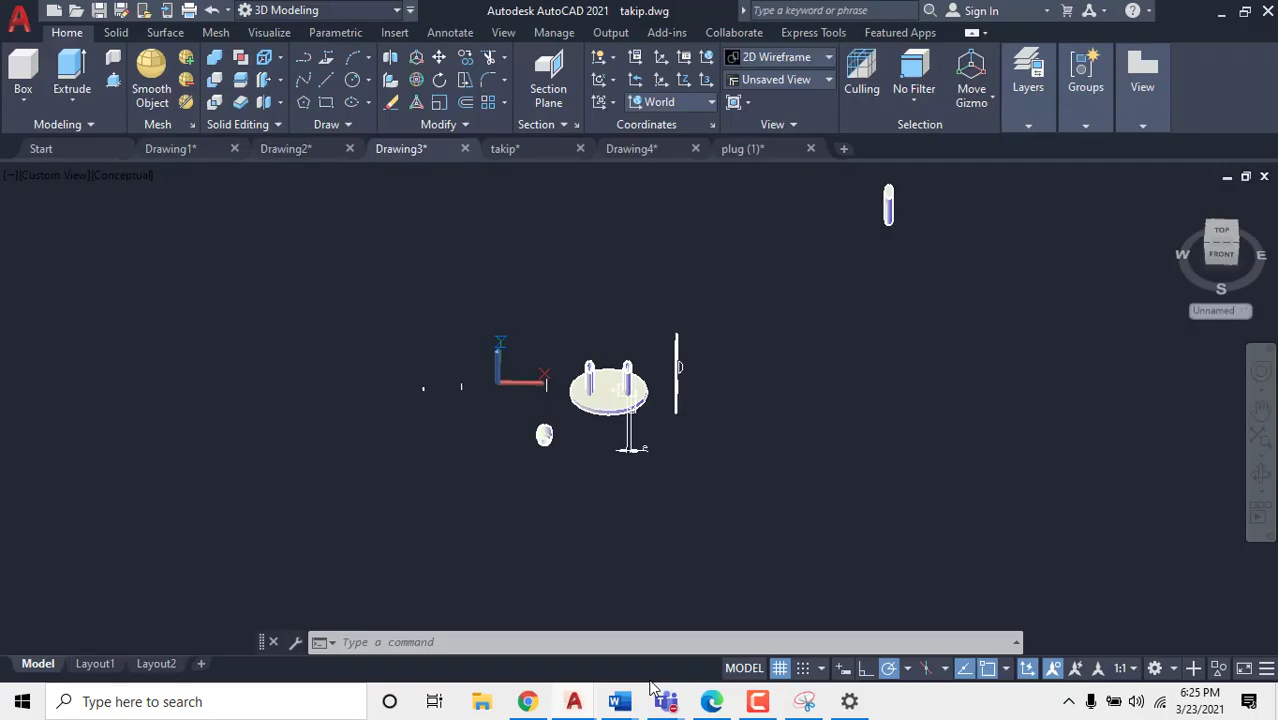 3D Modeling
Autodesk AutoCAD 2021 takip.dwg
Type a keyword or phrase
Sign In
Home Solid Surface Mesh Visualize Parametric Insert Annotate View Manage Output Add-ins Collaborate Express Tools Featured Apps
Box Extrude Smooth Object Section Plane World 2D Wireframe Unsaved View Culling No Filter Move Gizmo Layers Groups View
Modeling Mesh Solid Editing Draw Modify Section Coordinates View Selection
Start Drawing1* Drawing2* Drawing3* takip* Drawing4* plug (1)*
[−][Custom View][Conceptual]
TOP
W FRONT E
S
Unnamed
X
Type a command
Model Layout1 Layout2 MODEL 1:1
Type here to search
6:25 PM
3/23/2021